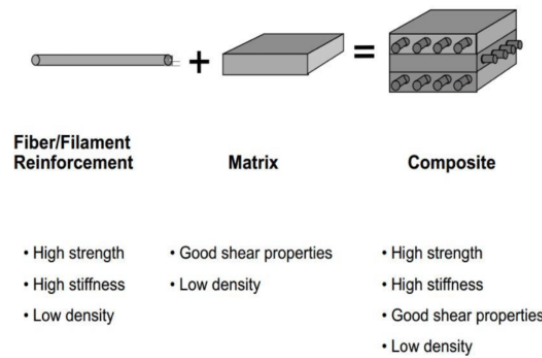 + =
Fiber/Filament
Reinforcement
Matrix
Composite
• High strength
• High stiffness
• Low density
• Good shear properties
• Low density
• High strength
• High stiffness
• Good shear properties
• Low density